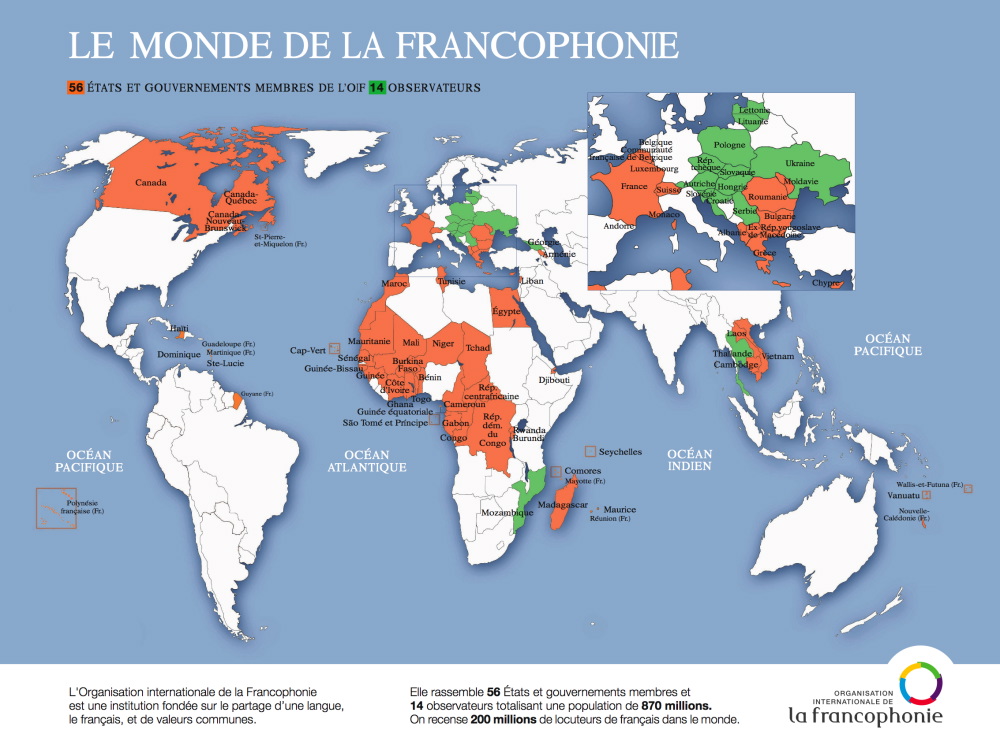 LE MONDE DE LA FRANCOPHONIE
56 ÉTATS ET GOUVERNEMENTS MEMBRES DE L'OIF 14 OBSERVATEURS
Canada
Canada-
Québec
Canada
Nouveau-
Brunswick
St-Pierre-
et-Miquelon (Fr.)
Haïti
Guadeloupe (Fr.)
Dominique
Martinique (Fr.)
Ste-Lucie
Guyane (Fr.)
OCÉAN
PACIFIQUE
Polynésie
française (Fr.)
OCÉAN
ATLANTIQUE
Lettonie
Lituanie
Belgique
Communauté
française de Belgique
Luxembourg
Pologne
Rép.
tchèque
Slovaquie
Ukraine
Moldavie
France
Suisse
Autriche
Hongrie
Slovénie
Croatie
Roumanie
Serbie
Monaco
Bulgarie
Andorre
Albanie
Ex-Rép.yougoslave
de Macédoine
Grèce
Chypre
Géorgie
Arménie
Maroc
Tunisie
Liban
Égypte
Cap-Vert
Mauritanie
Mali
Niger
Tchad
Sénégal
Guinée-Bissau
Guinée
Burkina
Faso
Bénin
Côte
d'Ivoire
Togo
Ghana
Cameroun
Rép.
centrafricaine
Djibouti
Guinée équatoriale
São Tomé et Príncipe
Gabon
Congo
Rép.
dém.
du
Congo
Rwanda
Burundi
Seychelles
Comores
Mayotte (Fr.)
Mozambique
Madagascar
Maurice
Réunion (Fr.)
OCÉAN
INDIEN
Laos
Thaïlande
Vietnam
Cambodge
OCÉAN
PACIFIQUE
Wallis-et-Futuna (Fr.)
Vanuatu
Nouvelle-
Calédonie (Fr.)
L'Organisation internationale de la Francophonie
est une institution fondée sur le partage d'une langue,
le français, et de valeurs communes.
Elle rassemble 56 États et gouvernements membres et
14 observateurs totalisant une population de 870 millions.
On recense 200 millions de locuteurs de français dans le monde.
ORGANISATION
INTERNATIONALE DE
la francophonie